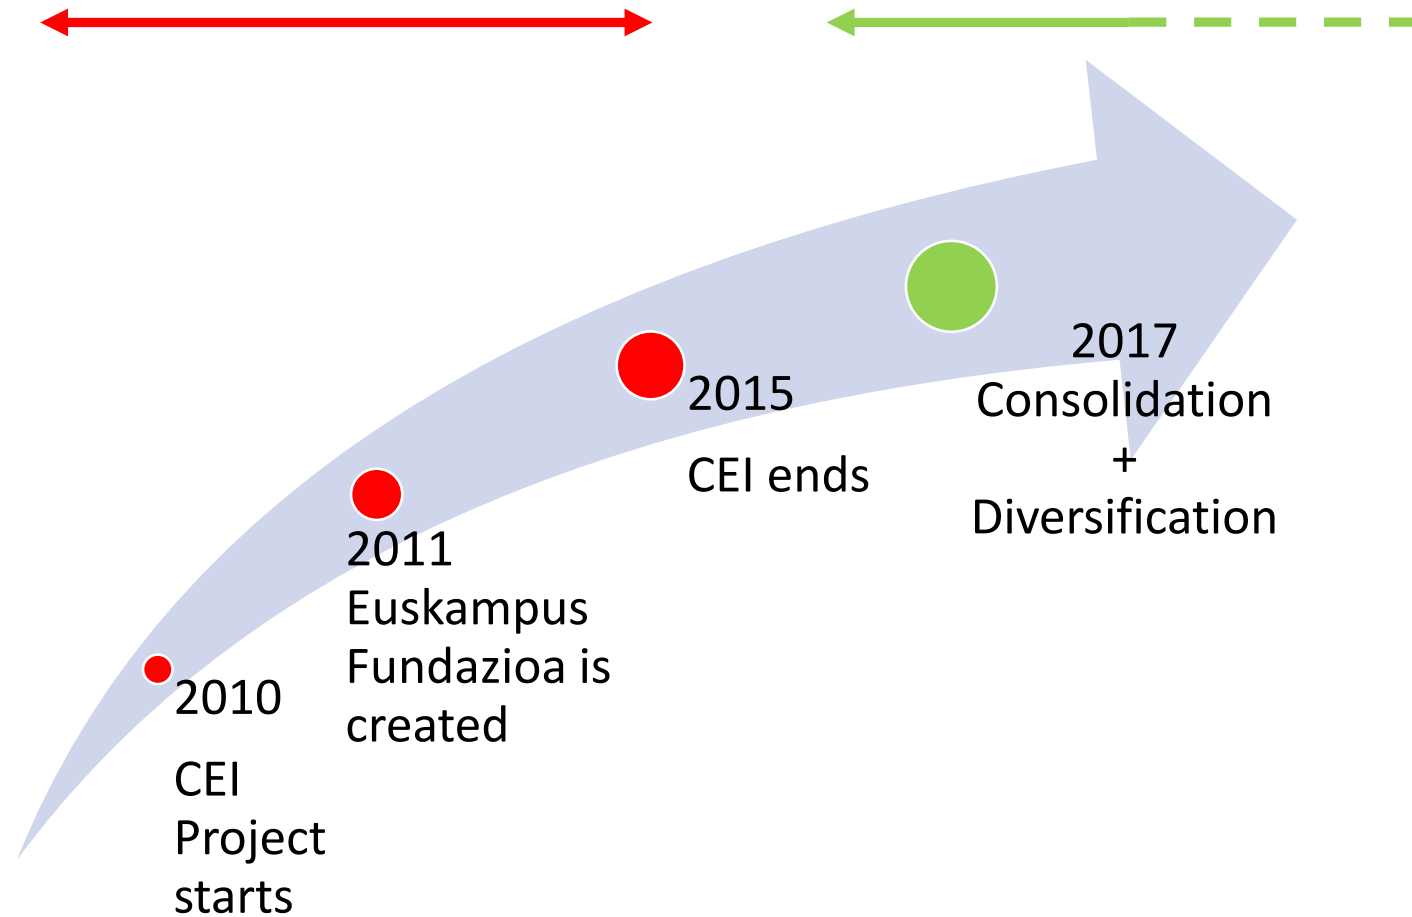 2010
CEI
Project
starts
2011
Euskampus
Fundazioa is
created
2015
CEI ends
2017
Consolidation
+
Diversification